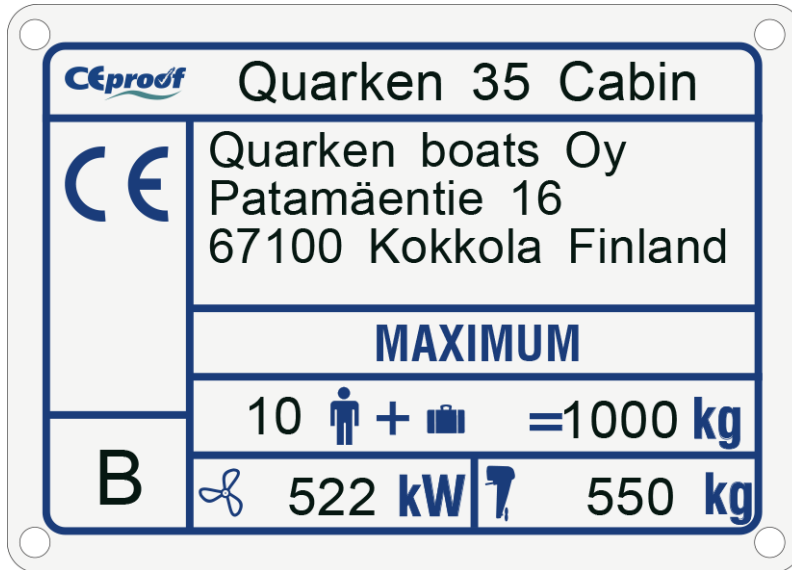 CEproof Quarken 35 Cabin
CE
Quarken boats Oy
Patamäentie 16
67100 Kokkola Finland
MAXIMUM
10 + =1000 kg
B
522 kW 550 kg